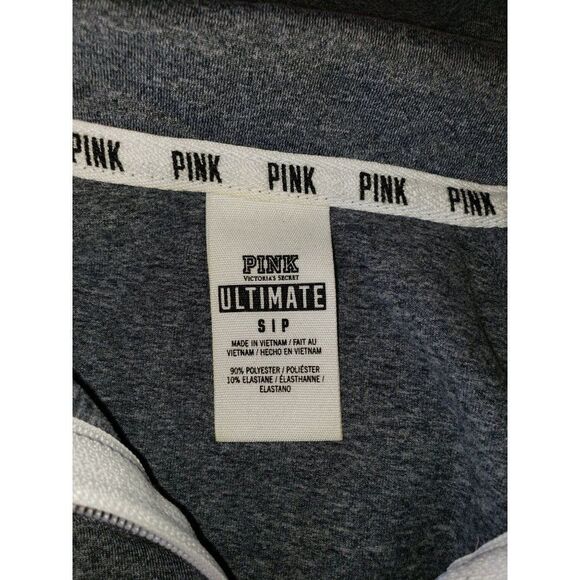 PINK PINK PINK PINK PINK
PINK
VICTORIA'S SECRET
ULTIMATE
S I P
MADE IN VIETNAM / FAIT AU
VIETNAM / HECHO EN VIETNAM
90% POLYESTER / POLIÉSTER
10% ELASTANE / ÉLASTHANNE /
ELASTANO